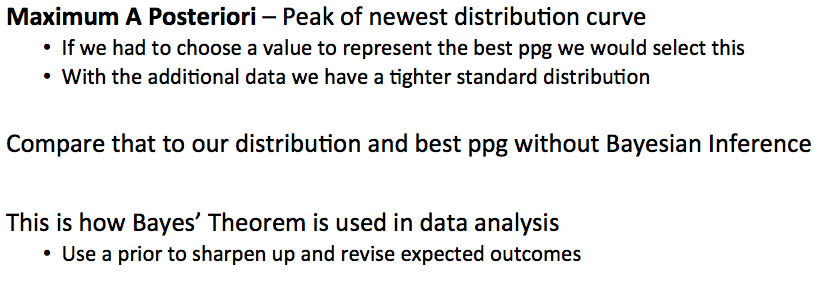 Maximum A Posteriori – Peak of newest distribution curve
• If we had to choose a value to represent the best ppg we would select this
• With the additional data we have a tighter standard distribution
Compare that to our distribution and best ppg without Bayesian Inference
This is how Bayes’ Theorem is used in data analysis
• Use a prior to sharpen up and revise expected outcomes